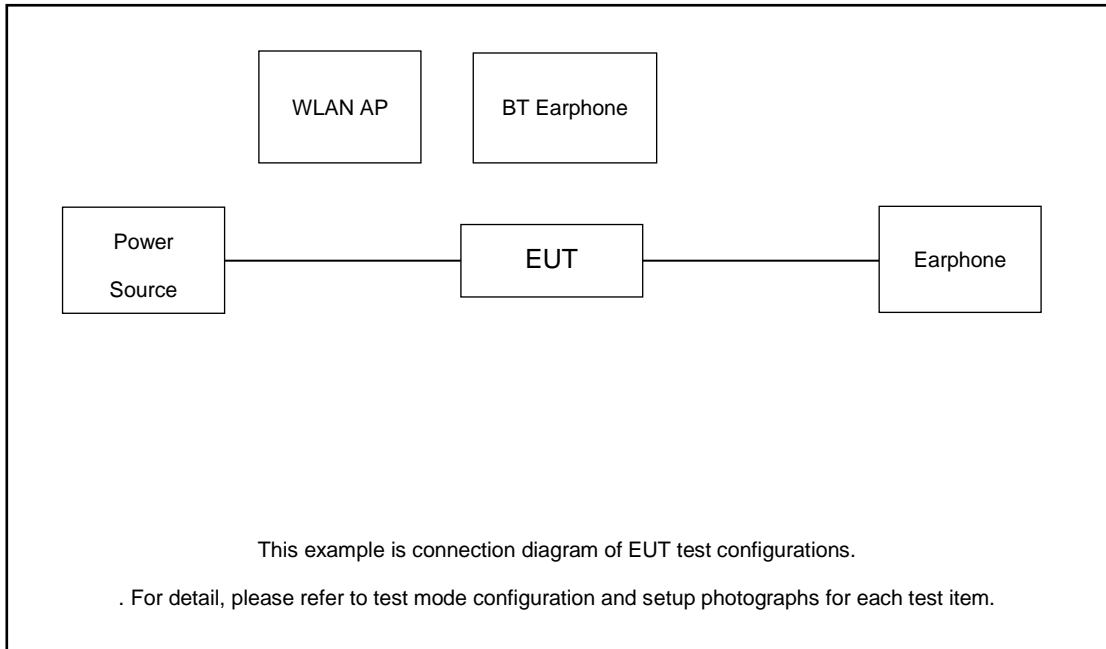 WLAN AP
BT Earphone
Power
Source
EUT
Earphone
This example is connection diagram of EUT test configurations.
. For detail, please refer to test mode configuration and setup photographs for each test item.